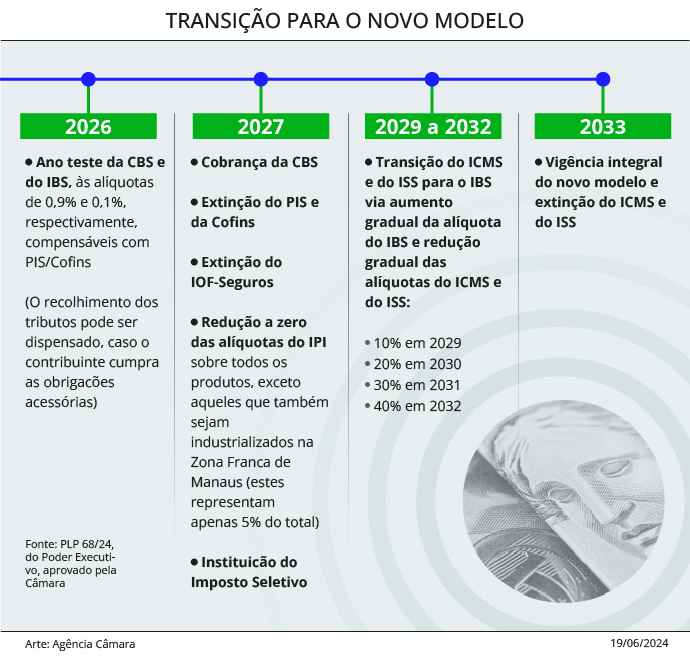 TRANSIÇÃO PARA O NOVO MODELO
2026
• Ano teste da CBS e
do IBS, às alíquotas
de 0,9% e 0,1%,
respectivamente,
compensáveis com
PIS/Cofins
(O recolhimento dos
tributos pode ser
dispensado, caso o
contribuinte cumpra
as obrigacões
acessórias)
2027
• Cobrança da CBS
• Extinção do PIS e
da Cofins
• Extinção do
IOF-Seguros
• Redução a zero
das alíquotas do IPI
sobre todos os
produtos, exceto
aqueles que também
sejam
industrializados na
Zona Franca de
Manaus (estes
representam
apenas 5% do total)
• Instituicão do
Imposto Seletivo
2029 a 2032
• Transição do ICMS
e do ISS para o IBS
via aumento
gradual da alíquota
do IBS e redução
gradual das
alíquotas do ICMS e
do ISS:
• 10% em 2029
• 20% em 2030
• 30% em 2031
• 40% em 2032
2033
• Vigência integral
do novo modelo e
extinção do ICMS e
do ISS
Fonte: PLP 68/24,
do Poder Executi-
vo, aprovado pela
Câmara
Arte: Agência Câmara
19/06/2024